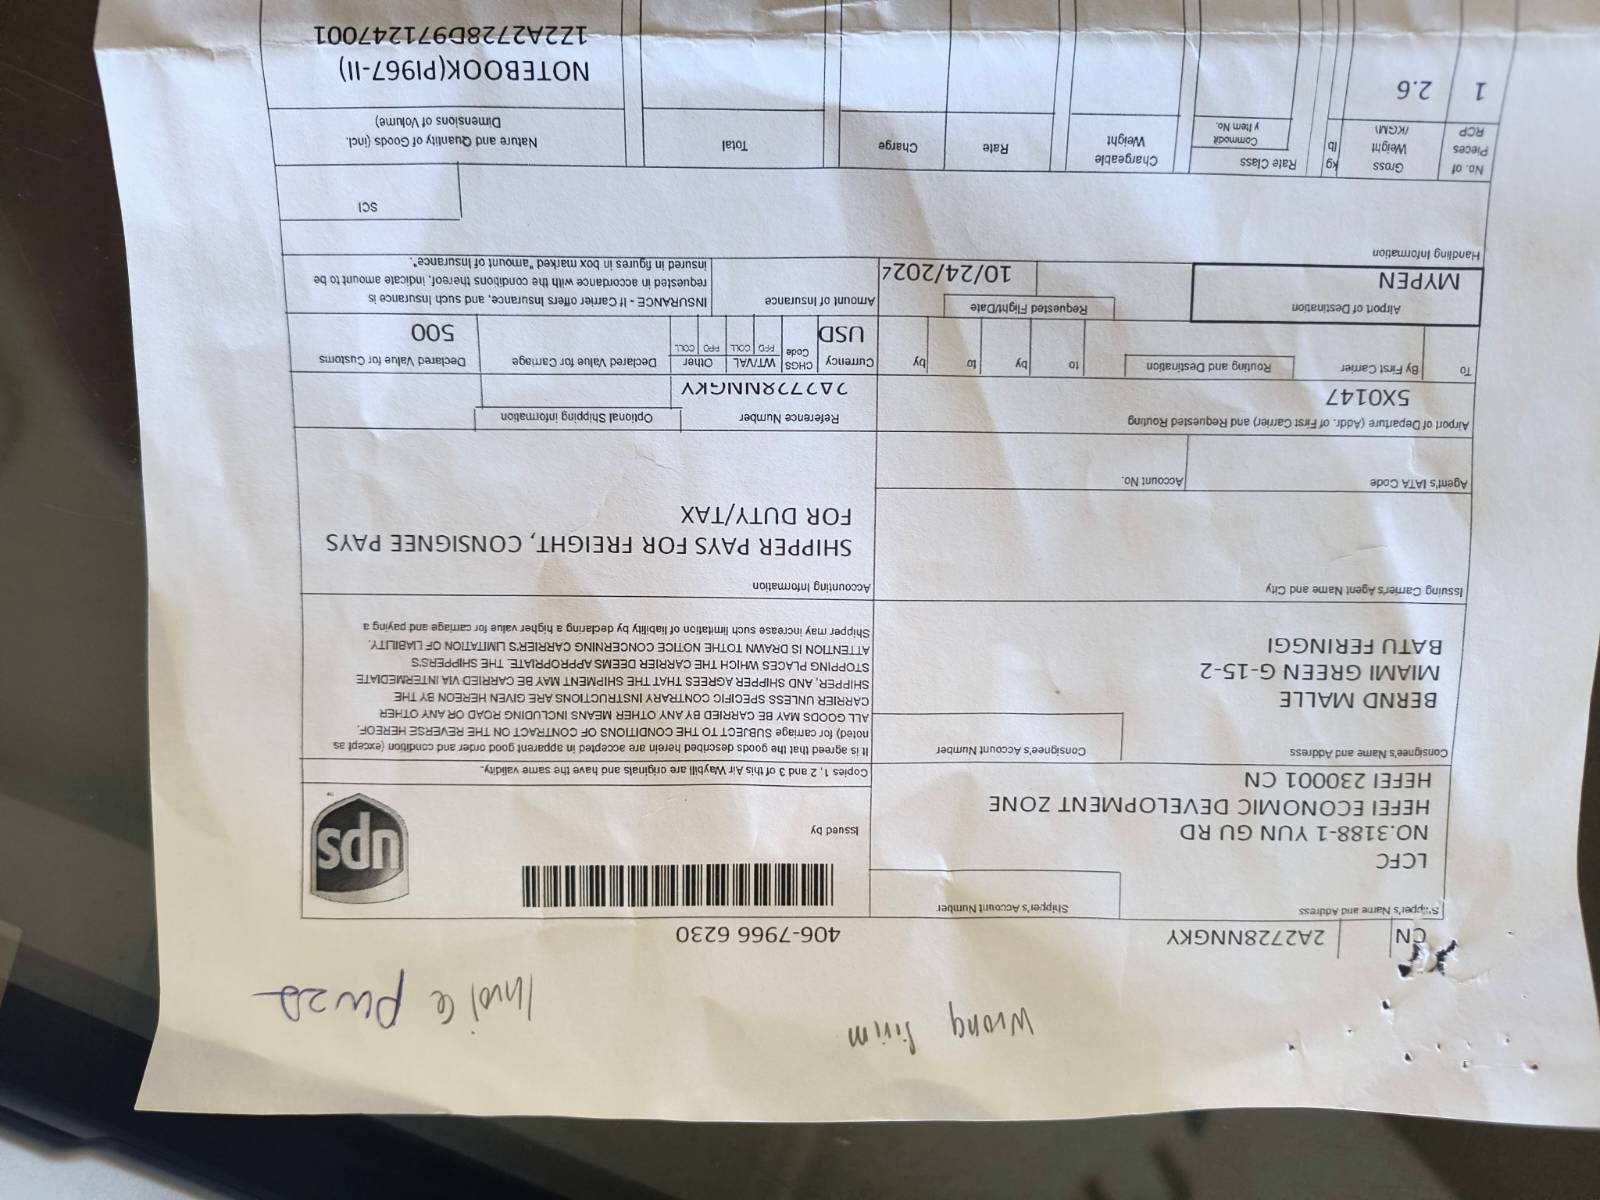 Wrong Sirim
Invoice
CN 2A2728NNGKY
406-7966 6230
Shipper's Name and Address
Shipper's Account Number
LCFC
NO.3188-1 YUN GU RD
HEFEI ECONOMIC DEVELOPMENT ZONE
HEFEI 230001 CN
Issued by
ups
Copies 1, 2 and 3 of this Air Waybill are originals and have the same validity.
Consignee's Name and Address
Consignee's Account Number
BERND MALLE
MIAMI GREEN G-15-2
BATU FERINGGI
It is agreed that the goods described herein are accepted in apparent good order and condition (except as
noted) for carriage SUBJECT TO THE CONDITIONS OF CONTRACT ON THE REVERSE HEREOF.
ALL GOODS MAY BE CARRIED BY ANY OTHER MEANS INCLUDING ROAD OR ANY OTHER
CARRIER UNLESS SPECIFIC CONTRARY INSTRUCTIONS ARE GIVEN HEREON BY THE
SHIPPER, AND SHIPPER AGREES THAT THE SHIPMENT MAY BE CARRIED VIA INTERMEDIATE
STOPPING PLACES WHICH THE CARRIER DEEMS APPROPRIATE. THE SHIPPERS'S
ATTENTION IS DRAWN TOTHE NOTICE CONCERNING CARRIER'S LIMITATION OF LIABILITY.
Shipper may increase such limitation of liability by declaring a higher value for carriage and paying a
Issuing Carrier's Agent Name and City
Accounting Information
SHIPPER PAYS FOR FREIGHT, CONSIGNEE PAYS
FOR DUTY/TAX
Agent's IATA Code
Account No.
Airport of Departure (Addr. of First Carrier) and Requested Routing
5X0147
Reference Number
Optional Shipping Information
2A2728NNGKY
To
By First Carrier
Routing and Destination
to
by
to
by
Currency
USD
CHGS Code
WT/VAL
PPD COLL
Other
PPD COLL
Declared Value for Carriage
Declared Value for Customs
500
Airport of Destination
MYPEN
Requested Flight/Date
10/24/2024
Amount of Insurance
INSURANCE - If Carrier offers Insurance, and such Insurance is
requested in accordance with the conditions thereof, indicate amount to be
insured in figures in box marked "amount of Insurance".
Handling Information
SCI
No. of Pieces RCP
Gross Weight (KGM)
kg lb
Rate Class
Commodit y Item No.
Chargeable Weight
Rate
Charge
Total
Nature and Quantity of Goods (incl. Dimensions of Volume)
1
2.6
NOTEBOOK(PI967-II)
1Z2A2728D971247001